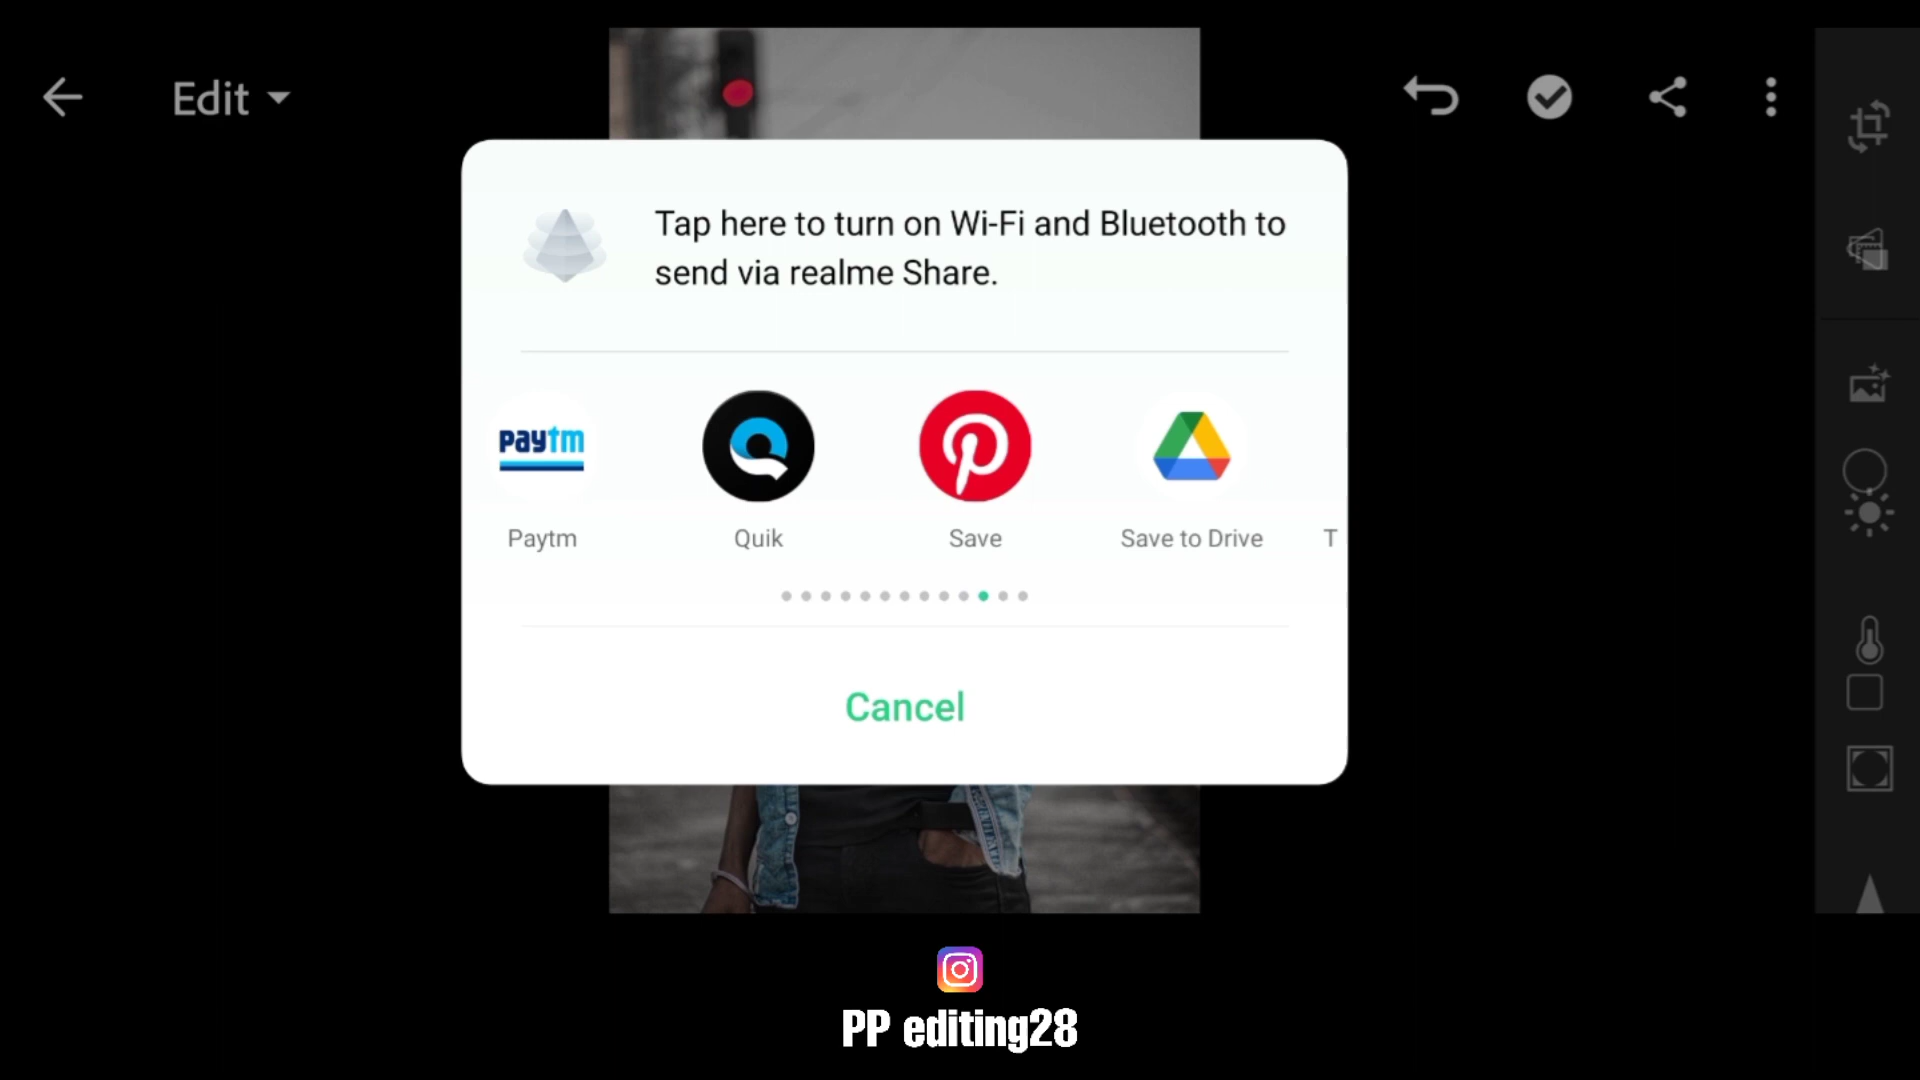 Edit
Tap here to turn on Wi-Fi and Bluetooth to
send via realme Share.
paytm
Paytm
Quik
Save
Save to Drive
T
Cancel
PP editing28